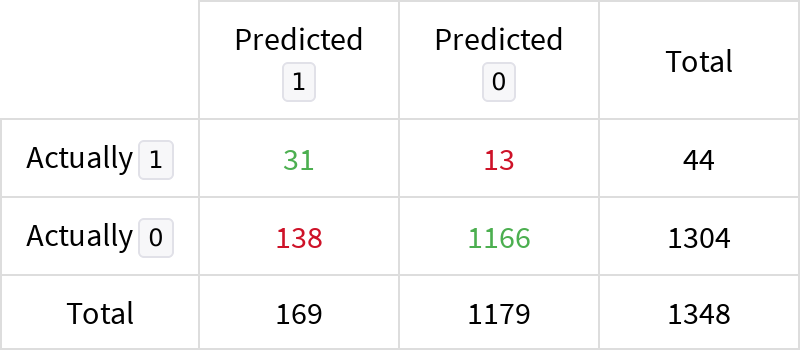 Predicted 1
Predicted 0
Total
Actually 1
31
13
44
Actually 0
138
1166
1304
Total
169
1179
1348